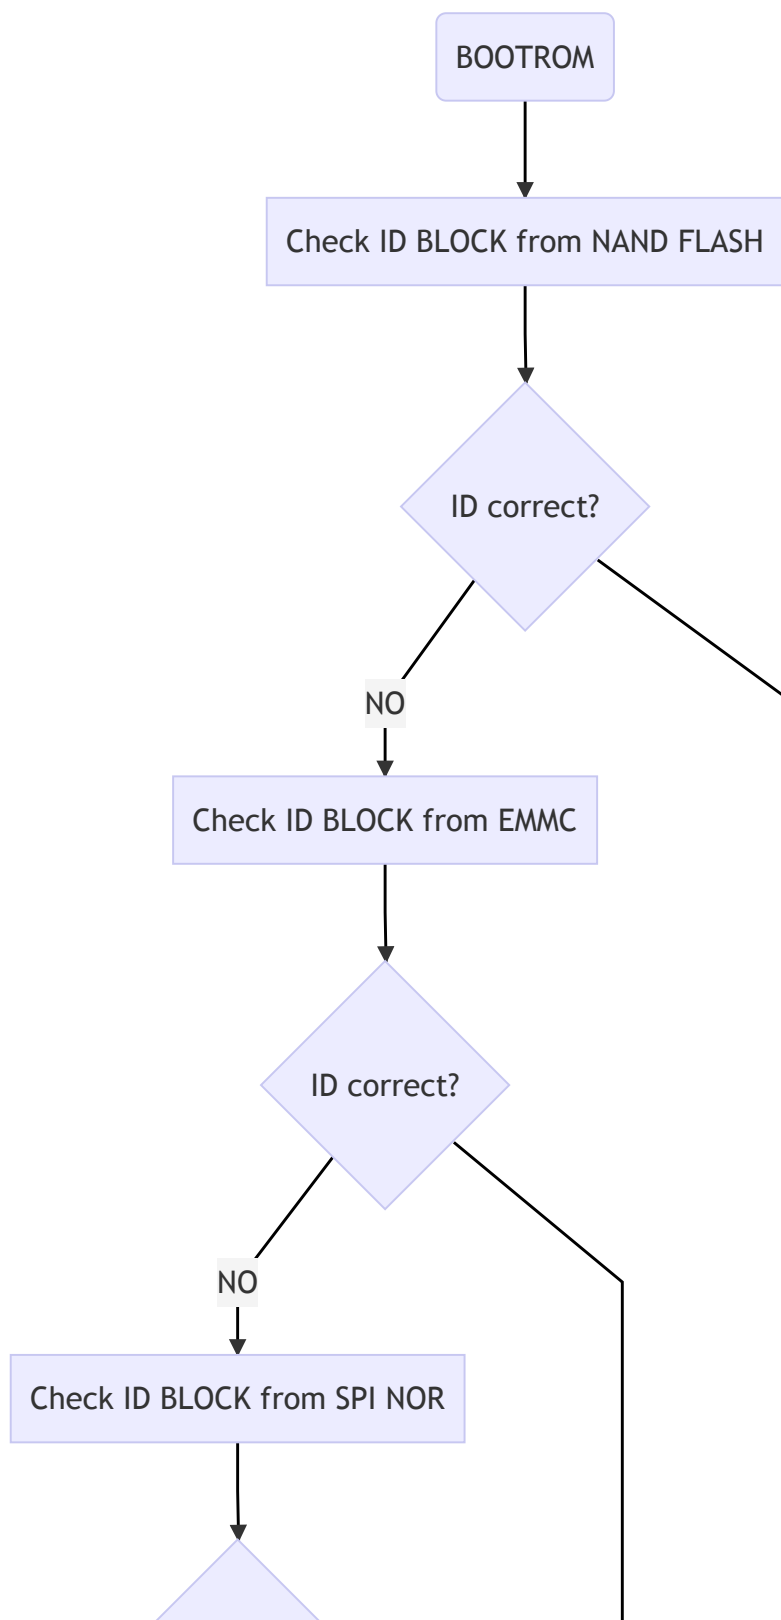 BOOTROM
Check ID BLOCK from NAND FLASH
ID correct?
NO
Check ID BLOCK from EMMC
ID correct?
NO
Check ID BLOCK from SPI NOR